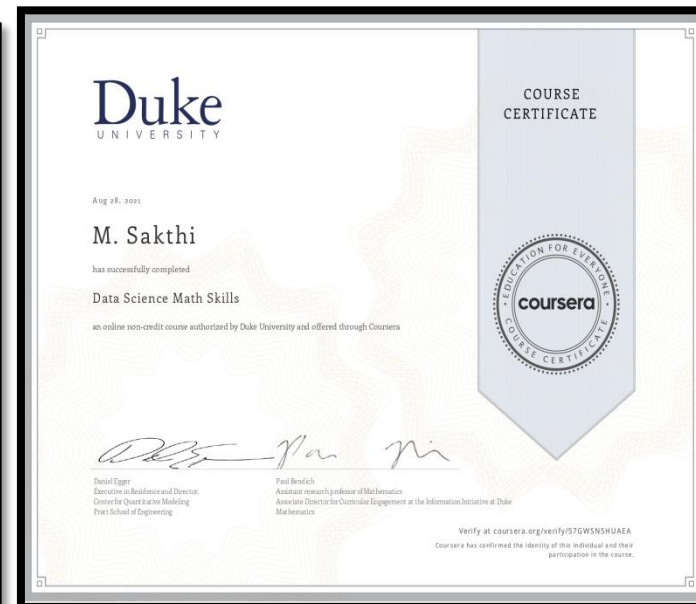 Duke
UNIVERSITY
COURSE
CERTIFICATE
Aug 28, 2021
M. Sakthi
has successfully completed
Data Science Math Skills
an online non-credit course authorized by Duke University and offered through Coursera
EDUCATION FOR EVERYONE
coursera
COURSE CERTIFICATE
Daniel Egger
Executive in Residence and Director,
Center for Quantitative Modeling
Pratt School of Engineering
Paul Bendich
Assistant research professor of Mathematics
Associate Director for Curricular Engagement at the Information Initiative at Duke
Mathematics
Verify at coursera.org/verify/57GWSN5HUAEA
Coursera has confirmed the identity of this individual and their
participation in the course.